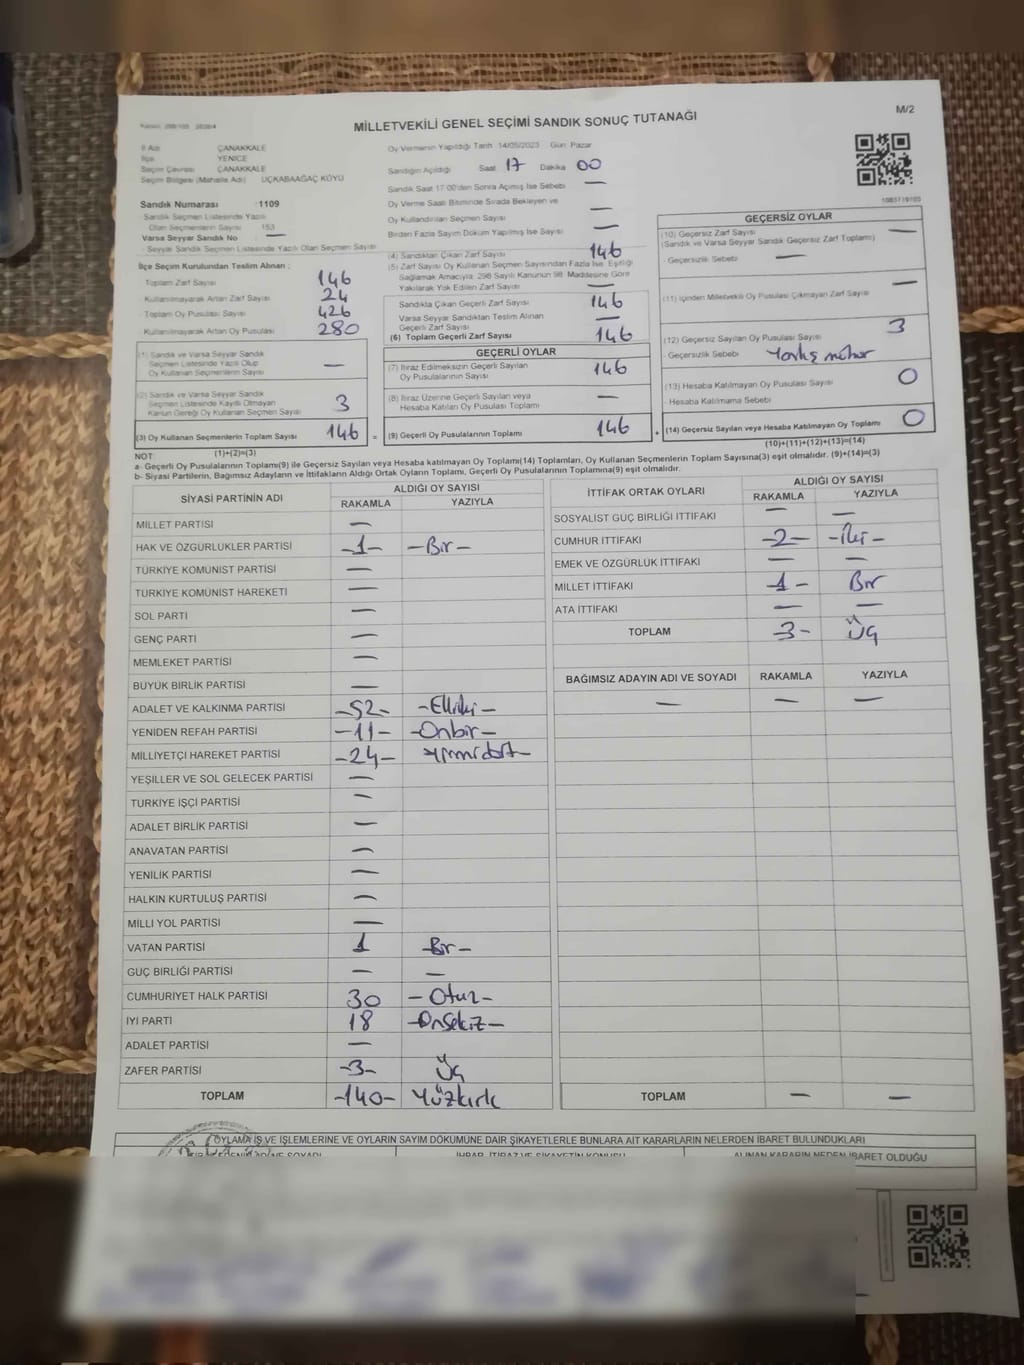 M/2
MİLLETVEKİLİ GENEL SEÇİMİ SANDIK SONUÇ TUTANAĞI
İl Adı ÇANAKKALE
İlçe YENİCE
Seçim Çevresi ÇANAKKALE
Seçim Bölgesi (Mahalle Adı) ÜÇKABAAĞAÇ KÖYÜ
Sandık Numarası :1109
Sandık Seçmen Listesinde Yazılı
Olan Seçmenlerin Sayısı :153
Varsa Seyyar Sandık No —
Seyyar Sandık Seçmen Listesinde Yazılı Olan Seçmen Sayısı
İlçe Seçim Kurulundan Teslim Alınan :
Toplam Zarf Sayısı 146
Kullanılmayarak Artan Zarf Sayısı 24
Toplam Oy Pusulası Sayısı 426
Kullanılmayarak Artan Oy Pusulası 280
(1) Sandık ve Varsa Seyyar Sandık
Seçmen Listesinde Yazılı Olup
Oy Kullanan Seçmenlerin Sayısı —
(2) Sandık ve Varsa Seyyar Sandık
Seçmen Listesinde Kayıtlı Olmayan
Kanun Gereği Oy Kullanan Seçmen Sayısı 3
(3) Oy Kullanan Seçmenlerin Toplam Sayısı 146 =
(1)+(2)=(3)
Oy Vermenin Yapıldığı Tarih 14/05/2023 Gün Pazar
Sandığın Açıldığı Saat 17 Dakika 00
Sandık Saat 17:00'den Sonra Açılmış İse Sebebi —
Oy Verme Saati Bitiminde Sırada Bekleyen ve
Oy Kullandırılan Seçmen Sayısı —
Birden Fazla Sayım Döküm Yapılmış İse Sayısı —
(4) Sandıktan Çıkan Zarf Sayısı 146
(5) Zarf Sayısı Oy Kullanan Seçmen Sayısından Fazla İse, Eşitliği
Sağlamak Amacıyla, 298 Sayılı Kanunun 98. Maddesine Göre
Yakılarak Yok Edilen Zarf Sayısı —
Sandıkta Çıkan Geçerli Zarf Sayısı 146
Varsa Seyyar Sandıktan Teslim Alınan
Geçerli Zarf Sayısı —
(6) Toplam Geçerli Zarf Sayısı 146
GEÇERLİ OYLAR
(7) İtiraz Edilmeksizin Geçerli Sayılan
Oy Pusulalarının Sayısı 146
(8) İtiraz Üzerine Geçerli Sayılan veya
Hesaba Katılan Oy Pusulası Toplamı —
(9) Geçerli Oy Pusulalarının Toplamı 146 +
GEÇERSİZ OYLAR
(10) Geçersiz Zarf Sayısı —
(Sandık ve Varsa Seyyar Sandık Geçersiz Zarf Toplamı)
Geçersizlik Sebebi —
(11) İçinden Milletvekili Oy Pusulası Çıkmayan Zarf Sayısı —
(12) Geçersiz Sayılan Oy Pusulası Sayısı 3
Geçersizlik Sebebi Yanlış mühür
(13) Hesaba Katılmayan Oy Pusulası Sayısı 0
Hesaba Katılmama Sebebi
(14) Geçersiz Sayılan veya Hesaba Katılmayan Oy Toplamı 0
(10)+(11)+(12)+(13)=(14)
NOT
a- Geçerli Oy Pusulalarının Toplamı(9) ile Geçersiz Sayılan veya Hesaba katılmayan Oy Toplamı(14) Toplamları, Oy Kullanan Seçmenlerin Toplam Sayısına(3) eşit olmalıdır. (9)+(14)=(3)
b- Siyasi Partilerin, Bağımsız Adayların ve İttifakların Aldığı Ortak Oyların Toplamı, Geçerli Oy Pusulalarının Toplamına(9) eşit olmalıdır.
SİYASİ PARTİNİN ADI ALDIĞI OY SAYISI
RAKAMLA YAZIYLA
MİLLET PARTİSİ —
HAK VE ÖZGÜRLÜKLER PARTİSİ -1- -Bir-
TÜRKİYE KOMÜNİST PARTİSİ —
TÜRKİYE KOMÜNİST HAREKETİ —
SOL PARTİ —
GENÇ PARTİ —
MEMLEKET PARTİSİ —
BÜYÜK BİRLİK PARTİSİ —
ADALET VE KALKINMA PARTİSİ -52- -Elliiki-
YENİDEN REFAH PARTİSİ -11- -Onbir-
MİLLİYETÇİ HAREKET PARTİSİ -24- yirmidört-
YEŞİLLER VE SOL GELECEK PARTİSİ —
TÜRKİYE İŞÇİ PARTİSİ —
ADALET BİRLİK PARTİSİ —
ANAVATAN PARTİSİ —
YENİLİK PARTİSİ —
HALKIN KURTULUŞ PARTİSİ —
MİLLİ YOL PARTİSİ —
VATAN PARTİSİ 1 -Bir-
GÜÇ BİRLİĞİ PARTİSİ — —
CUMHURİYET HALK PARTİSİ 30 -Otuz-
İYİ PARTİ 18 -Onsekiz-
ADALET PARTİSİ —
ZAFER PARTİSİ -3- Üç
TOPLAM -140- Yüzkırk
İTTİFAK ORTAK OYLARI ALDIĞI OY SAYISI
RAKAMLA YAZIYLA
SOSYALİST GÜÇ BİRLİĞİ İTTİFAKI — —
CUMHUR İTTİFAKI -2- -İki-
EMEK VE ÖZGÜRLÜK İTTİFAKI — —
MİLLET İTTİFAKI -1- Bir
ATA İTTİFAKI — —
TOPLAM -3- Üç
BAĞIMSIZ ADAYIN ADI VE SOYADI RAKAMLA YAZIYLA
— — —
TOPLAM — —
OYLAMA İŞ VE İŞLEMLERİNE VE OYLARIN SAYIM DÖKÜMÜNE DAİR ŞİKAYETLERLE BUNLARA AİT KARARLARIN NELERDEN İBARET BULUNDUKLARI
İHBAR, İTİRAZ VE ŞİKAYETİN KONUSU ALINAN KARARIN NEDEN İBARET OLDUĞU